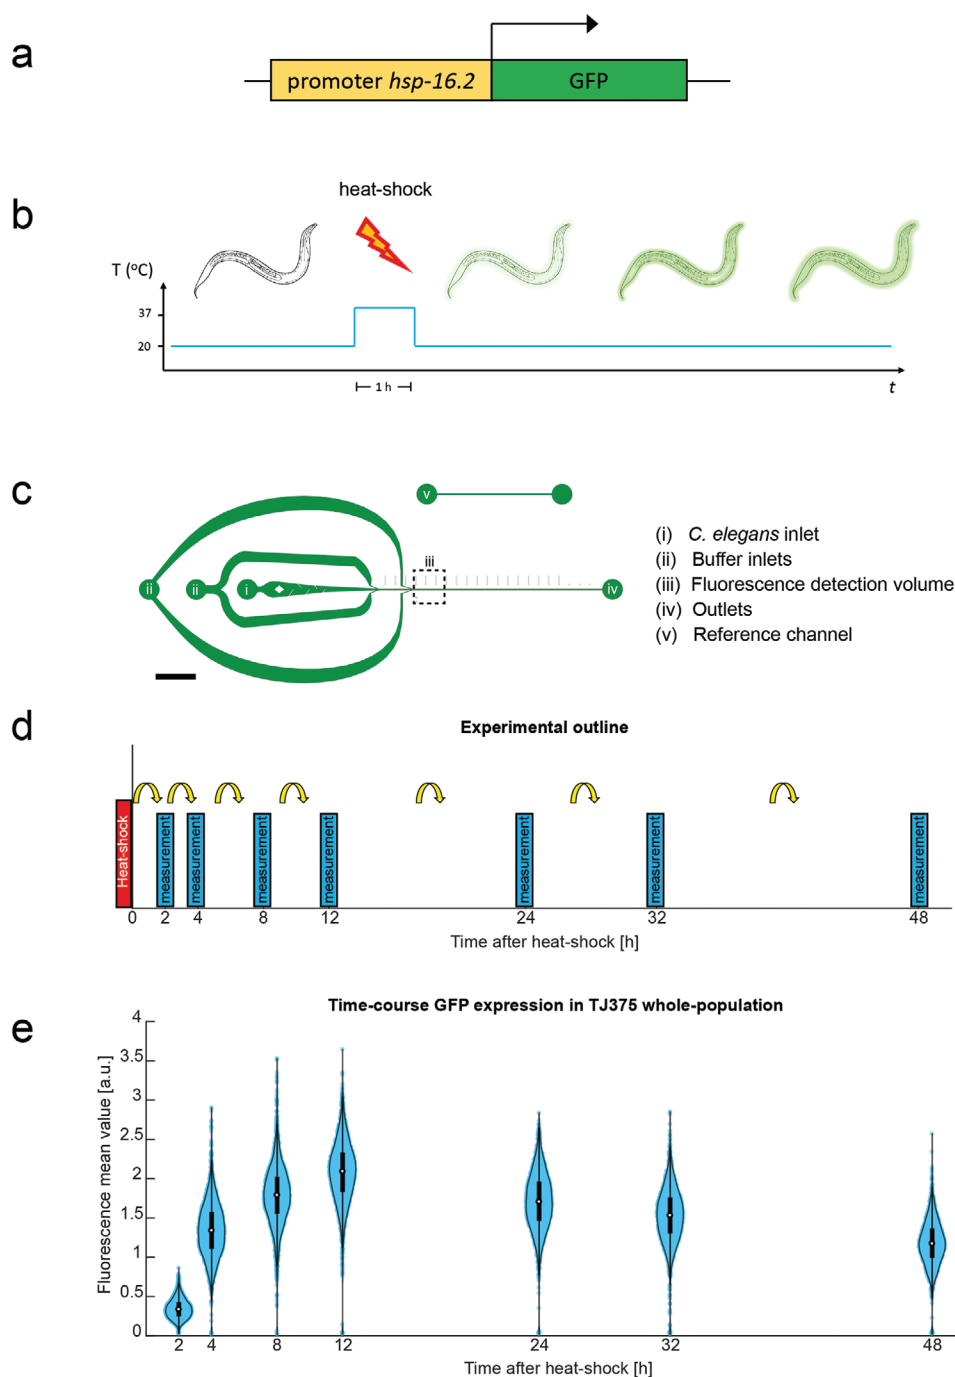 a
promoter hsp-16.2
GFP
b
heat-shock
T (ºC)
37
20
1 h
t
c
v
iii
ii
ii
i
iv
(i) C. elegans inlet
(ii) Buffer inlets
(iii) Fluorescence detection volume
(iv) Outlets
(v) Reference channel
d
Experimental outline
Heat-shock
measurement
measurement
measurement
measurement
measurement
measurement
measurement
0 2 4 8 12 24 32 48
Time after heat-shock [h]
e
Time-course GFP expression in TJ375 whole-population
Fluorescence mean value [a.u.]
4
3.5
3
2.5
2
1.5
1
0.5
0
2 4 8 12 24 32 48
Time after heat-shock [h]